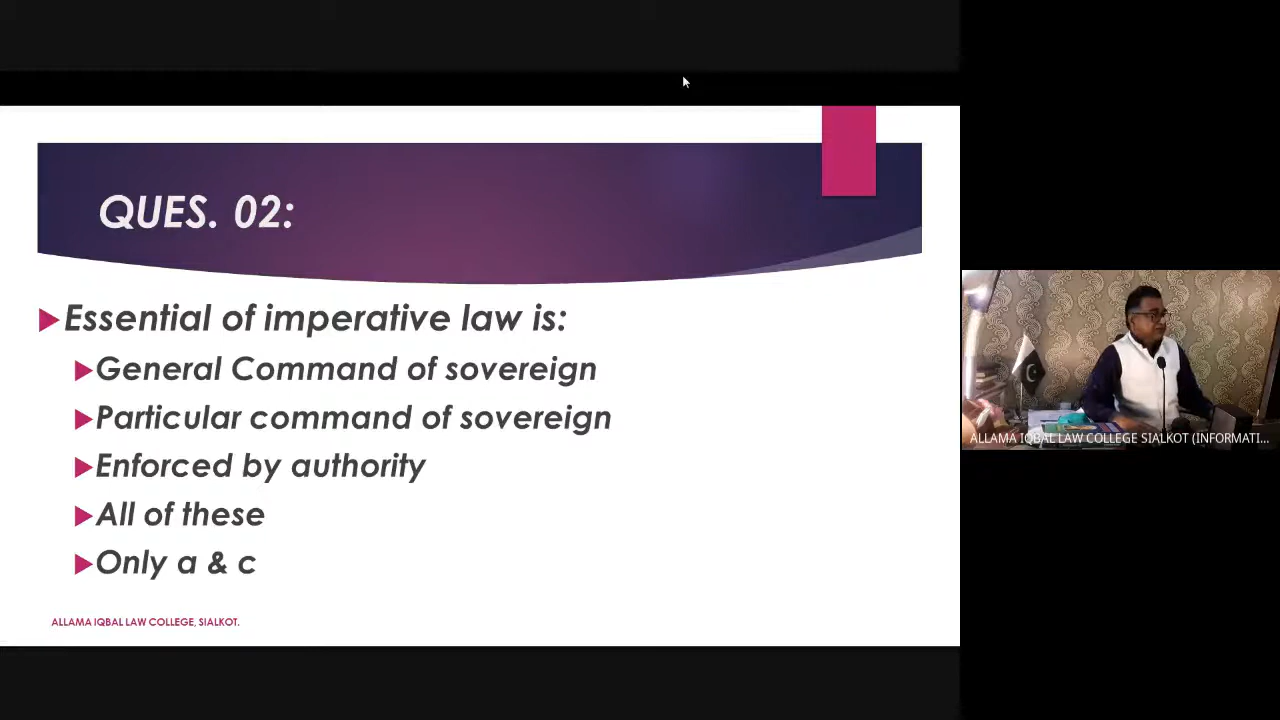 QUES. 02:
Essential of imperative law is:
General Command of sovereign
Particular command of sovereign
Enforced by authority
All of these
Only a & c
ALLAMA IQBAL LAW COLLEGE, SIALKOT.
ALLAMA IQBAL LAW COLLEGE SIALKOT (INFORMATI...